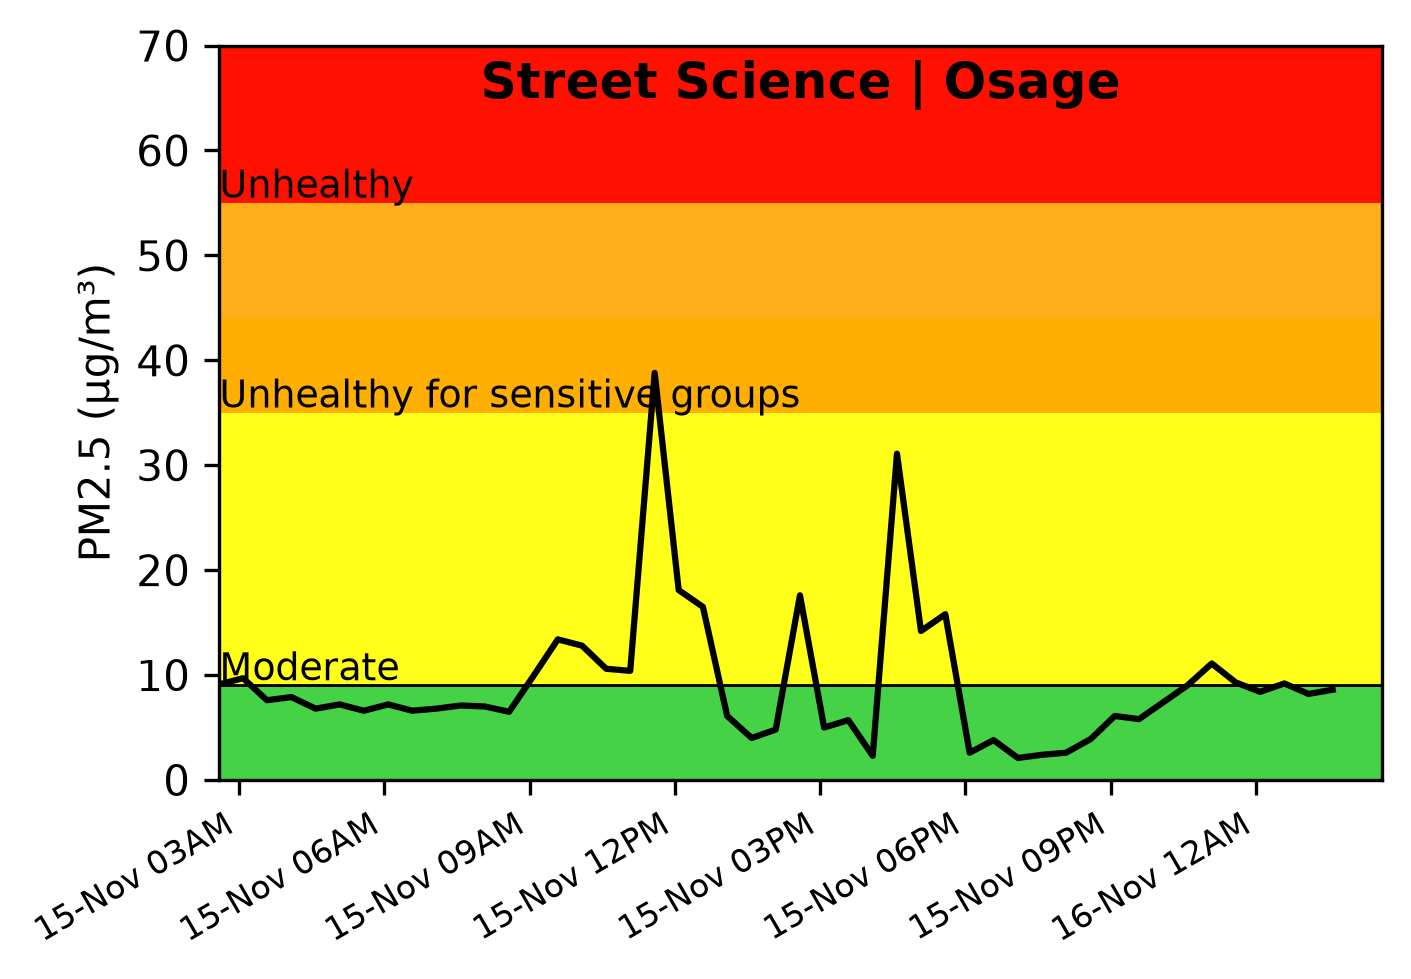 Street Science | Osage
PM2.5 (µg/m³)
70
60
Unhealthy
50
40
Unhealthy for sensitive groups
30
20
Moderate
10
0
15-Nov 03AM
15-Nov 06AM
15-Nov 09AM
15-Nov 12PM
15-Nov 03PM
15-Nov 06PM
15-Nov 09PM
16-Nov 12AM